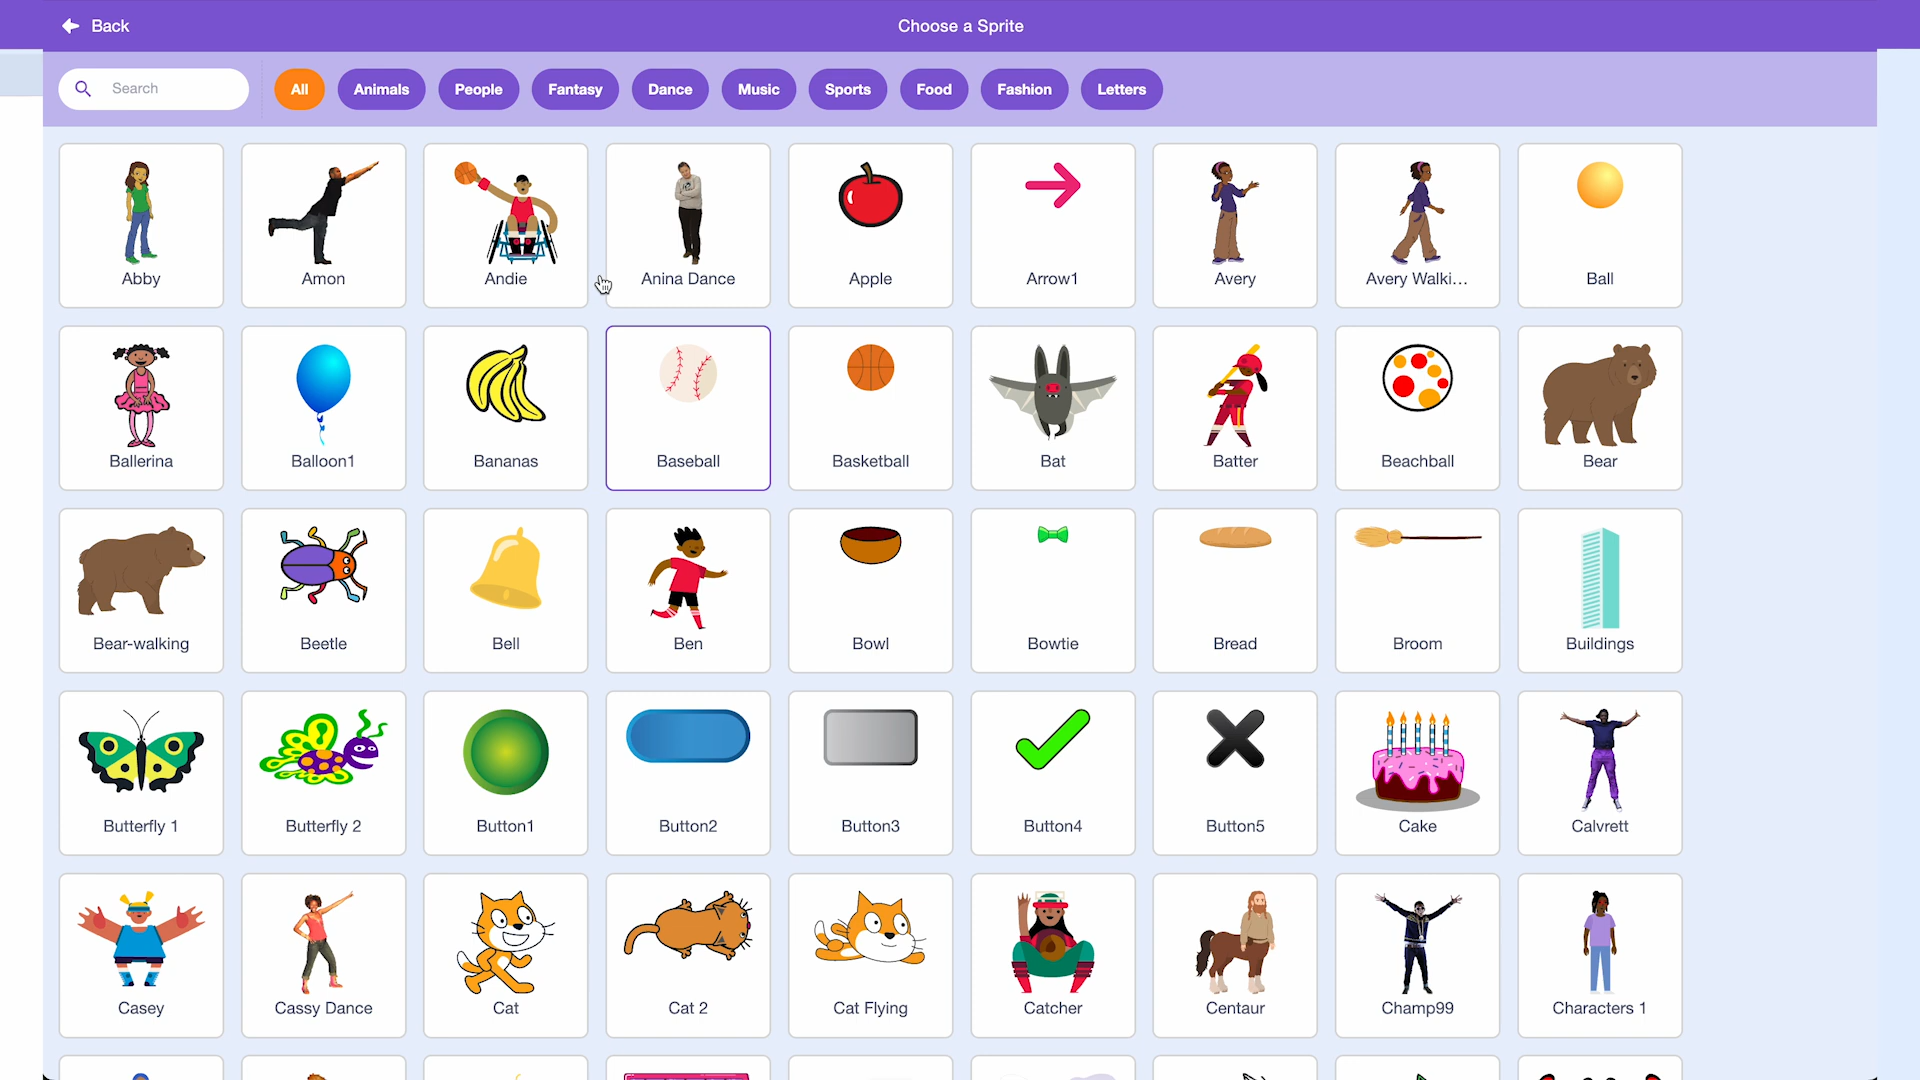 Back
Choose a Sprite
Search
All
Animals
People
Fantasy
Dance
Music
Sports
Food
Fashion
Letters
Abby
Amon
Andie
Anina Dance
Apple
Arrow1
Avery
Avery Walki...
Ball
Ballerina
Balloon1
Bananas
Baseball
Basketball
Bat
Batter
Beachball
Bear
Bear-walking
Beetle
Bell
Ben
Bowl
Bowtie
Bread
Broom
Buildings
Butterfly 1
Butterfly 2
Button1
Button2
Button3
Button4
Button5
Cake
Calvrett
Casey
Cassy Dance
Cat
Cat 2
Cat Flying
Catcher
Centaur
Champ99
Characters 1